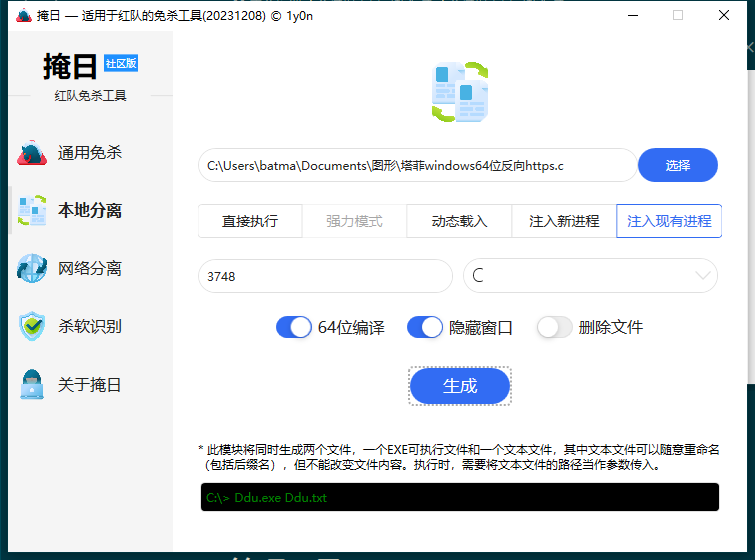 掩日 — 适用于红队的免杀工具(20231208) © 1y0n
掩日 社区版
红队免杀工具
通用免杀
本地分离
网络分离
杀软识别
关于掩日
C:\Users\batma\Documents\图形\塔菲windows64位反向https.c
选择
直接执行 强力模式 动态载入 注入新进程 注入现有进程
3748 C
64位编译 隐藏窗口 删除文件
生成
* 此模块将同时生成两个文件，一个EXE可执行文件和一个文本文件，其中文本文件可以随意重命名
（包括后缀名），但不能改变文件内容。执行时，需要将文本文件的路径当作参数传入。
C:\> Ddu.exe Ddu.txt